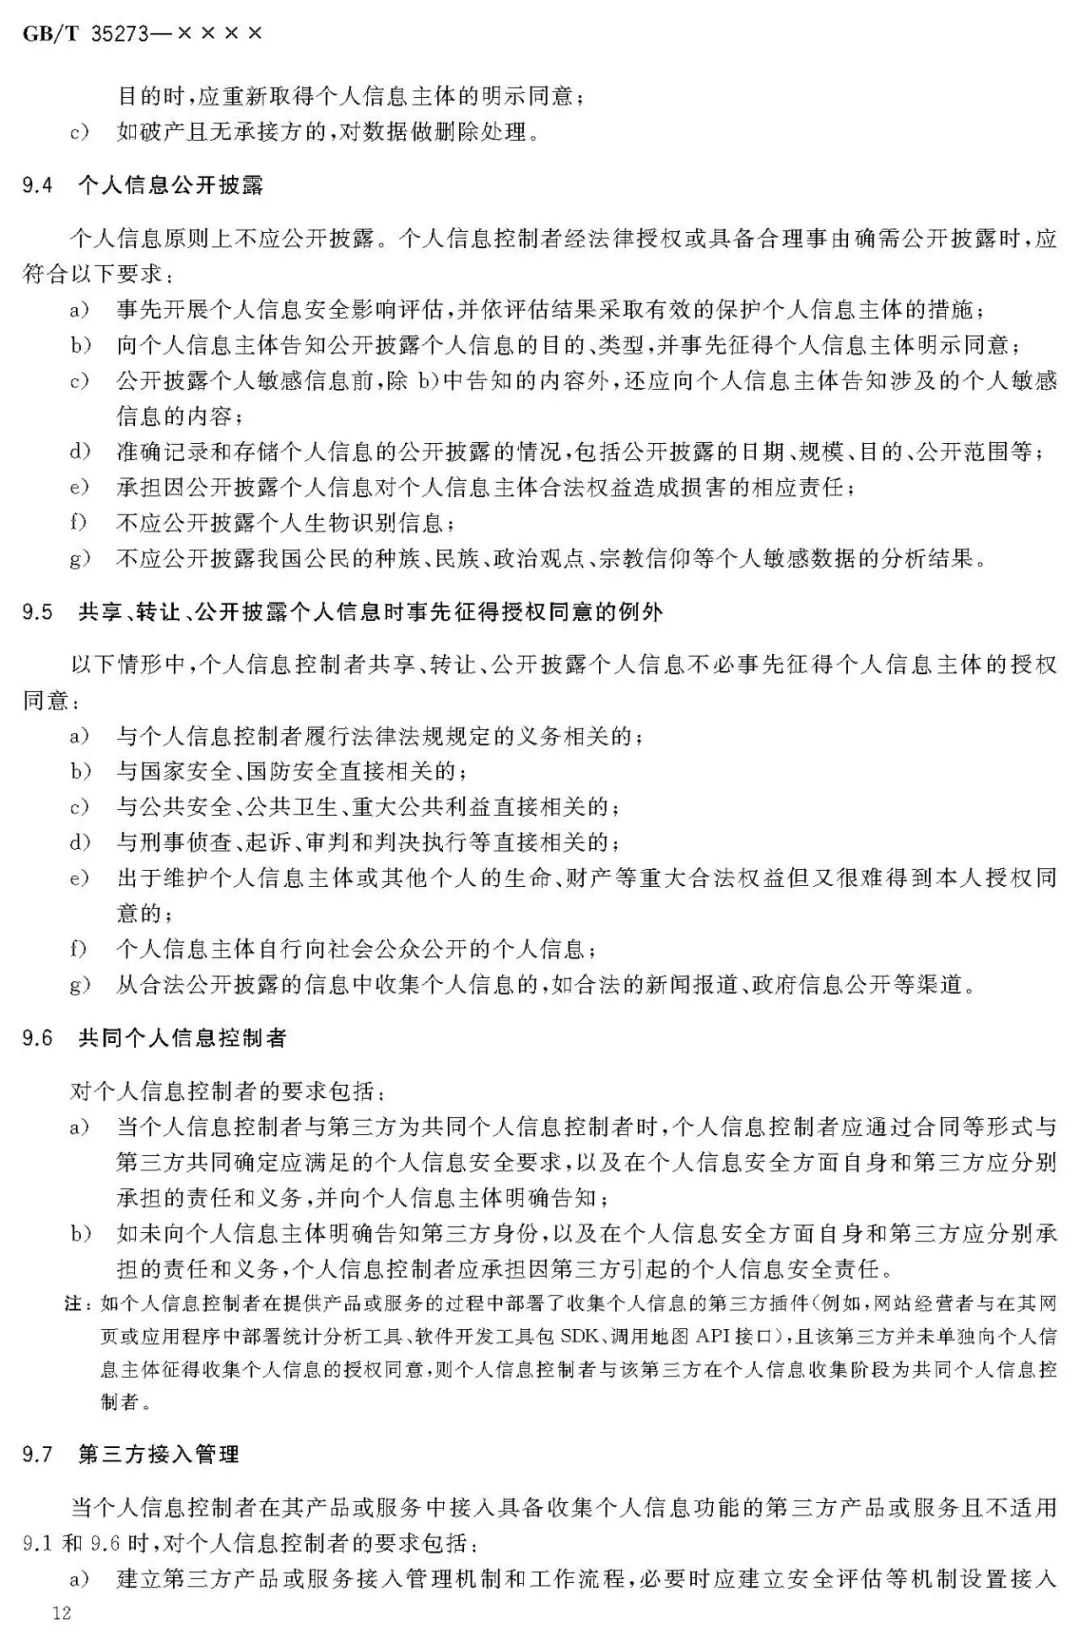 GB/T 35273—××××
目的时,应重新取得个人信息主体的明示同意;
c) 如破产且无承接方的,对数据做删除处理。
9.4 个人信息公开披露
个人信息原则上不应公开披露。个人信息控制者经法律授权或具备合理事由确需公开披露时,应
符合以下要求:
a) 事先开展个人信息安全影响评估,并依评估结果采取有效的保护个人信息主体的措施;
b) 向个人信息主体告知公开披露个人信息的目的、类型,并事先征得个人信息主体明示同意;
c) 公开披露个人敏感信息前,除 b)中告知的内容外,还应向个人信息主体告知涉及的个人敏感
信息的内容;
d) 准确记录和存储个人信息的公开披露的情况,包括公开披露的日期、规模、目的、公开范围等;
e) 承担因公开披露个人信息对个人信息主体合法权益造成损害的相应责任;
f) 不应公开披露个人生物识别信息;
g) 不应公开披露我国公民的种族、民族、政治观点、宗教信仰等个人敏感数据的分析结果。
9.5 共享、转让、公开披露个人信息时事先征得授权同意的例外
以下情形中,个人信息控制者共享、转让、公开披露个人信息不必事先征得个人信息主体的授权
同意:
a) 与个人信息控制者履行法律法规规定的义务相关的;
b) 与国家安全、国防安全直接相关的;
c) 与公共安全、公共卫生、重大公共利益直接相关的;
d) 与刑事侦查、起诉、审判和判决执行等直接相关的;
e) 出于维护个人信息主体或其他个人的生命、财产等重大合法权益但又很难得到本人授权同
意的;
f) 个人信息主体自行向社会公众公开的个人信息;
g) 从合法公开披露的信息中收集个人信息的,如合法的新闻报道、政府信息公开等渠道。
9.6 共同个人信息控制者
对个人信息控制者的要求包括:
a) 当个人信息控制者与第三方为共同个人信息控制者时,个人信息控制者应通过合同等形式与
第三方共同确定应满足的个人信息安全要求,以及在个人信息安全方面自身和第三方应分别
承担的责任和义务,并向个人信息主体明确告知;
b) 如未向个人信息主体明确告知第三方身份,以及在个人信息安全方面自身和第三方应分别承
担的责任和义务,个人信息控制者应承担因第三方引起的个人信息安全责任。
注:如个人信息控制者在提供产品或服务的过程中部署了收集个人信息的第三方插件(例如,网站经营者与在其网
页或应用程序中部署统计分析工具、软件开发工具包 SDK、调用地图 API 接口),且该第三方并未单独向个人信
息主体征得收集个人信息的授权同意,则个人信息控制者与该第三方在个人信息收集阶段为共同个人信息控
制者。
9.7 第三方接入管理
当个人信息控制者在其产品或服务中接入具备收集个人信息功能的第三方产品或服务且不适用
9.1 和 9.6 时,对个人信息控制者的要求包括:
a) 建立第三方产品或服务接入管理机制和工作流程,必要时应建立安全评估等机制设置接入
12